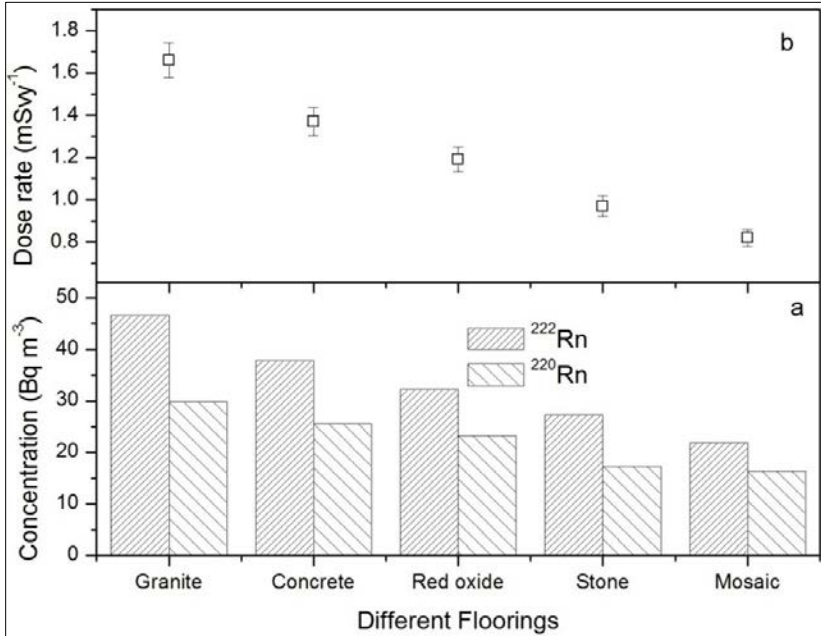 b
Dose rate (mSvy⁻¹)
1.8
1.6
1.4
1.2
1.0
0.8
a
Concentration (Bq m⁻³)
50
40
30
20
10
0
²²²Rn
²²⁰Rn
Granite Concrete Red oxide Stone Mosaic
Different Floorings